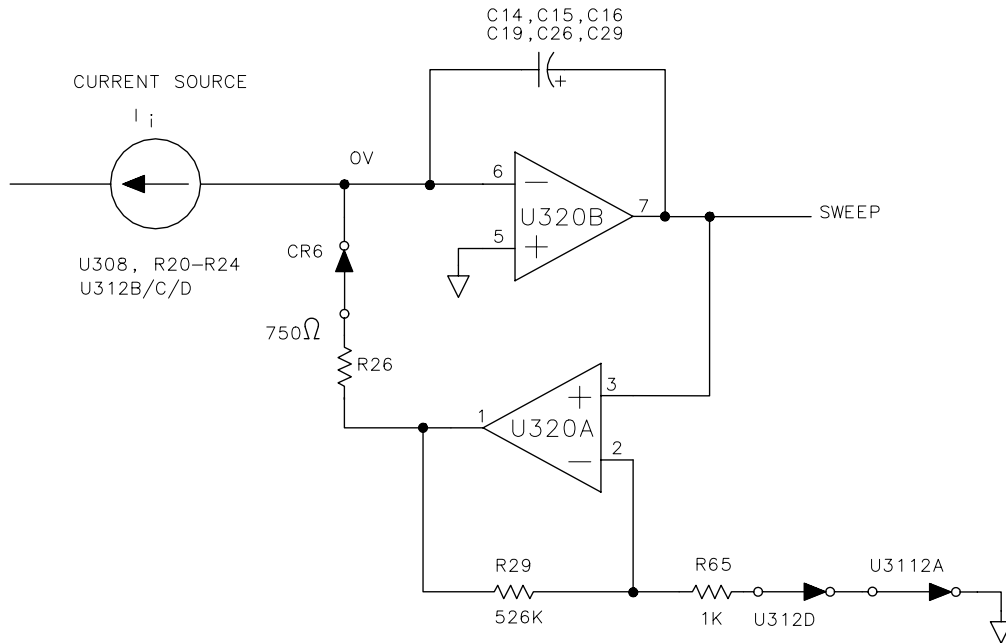 C14,C15,C16
C19,C26,C29
CURRENT SOURCE
I i
0V
6
7
U320B
SWEEP
5
CR6
U308, R20-R24
U312B/C/D
750Ω
R26
3
1
U320A
2
R29
R65
U3112A
526K
1K
U312D